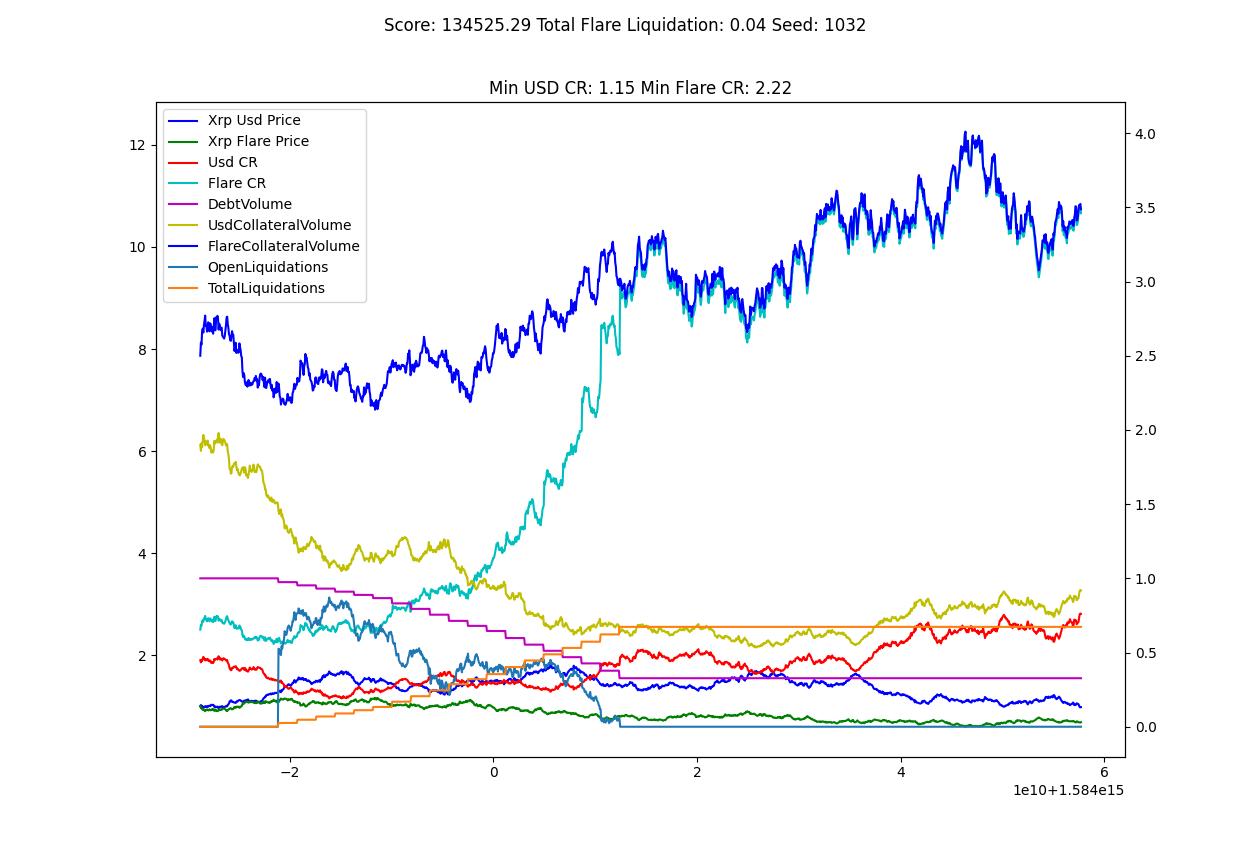 Score: 134525.29 Total Flare Liquidation: 0.04 Seed: 1032
Min USD CR: 1.15 Min Flare CR: 2.22
Xrp Usd Price
Xrp Flare Price
Usd CR
Flare CR
DebtVolume
UsdCollateralVolume
FlareCollateralVolume
OpenLiquidations
TotalLiquidations
12
10
8
6
4
2
4.0
3.5
3.0
2.5
2.0
1.5
1.0
0.5
0.0
−2
0
2
4
6
1e10+1.584e15